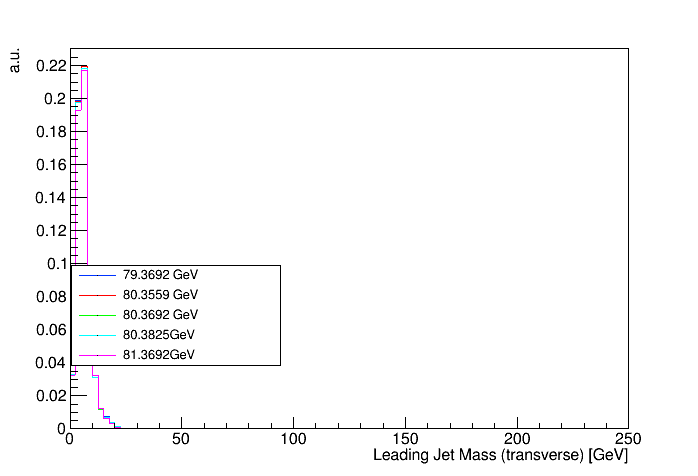 a.u.
0.22
0.2
0.18
0.16
0.14
0.12
0.1
0.08
0.06
0.04
0.02
0
79.3692 GeV
80.3559 GeV
80.3692 GeV
80.3825GeV
81.3692GeV
0 50 100 150 200 250
Leading Jet Mass (transverse) [GeV]